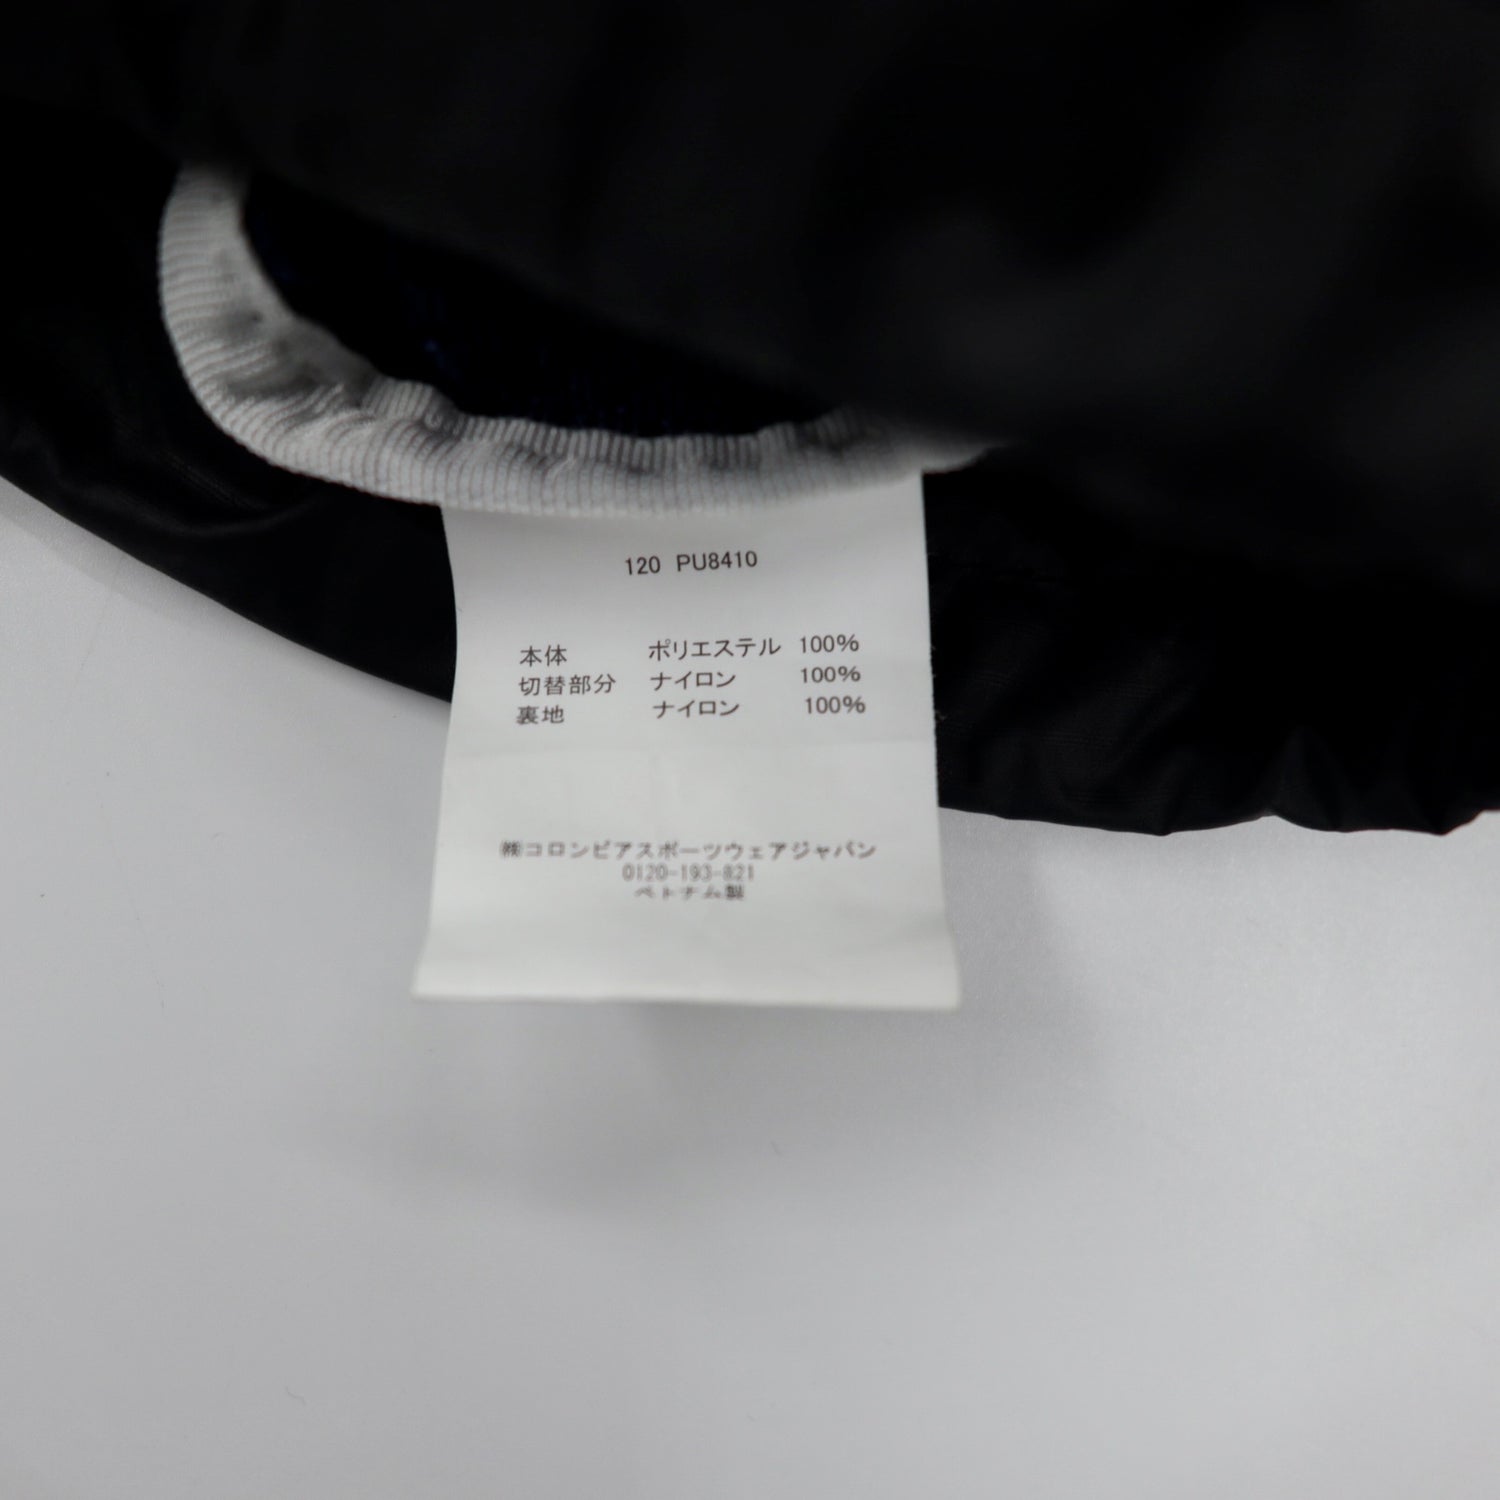 120 PU8410
本体 ポリエステル 100%
切替部分 ナイロン 100%
裏地 ナイロン 100%
㈱コロンビアスポーツウェアジャパン
0120-193-821
ベトナム製